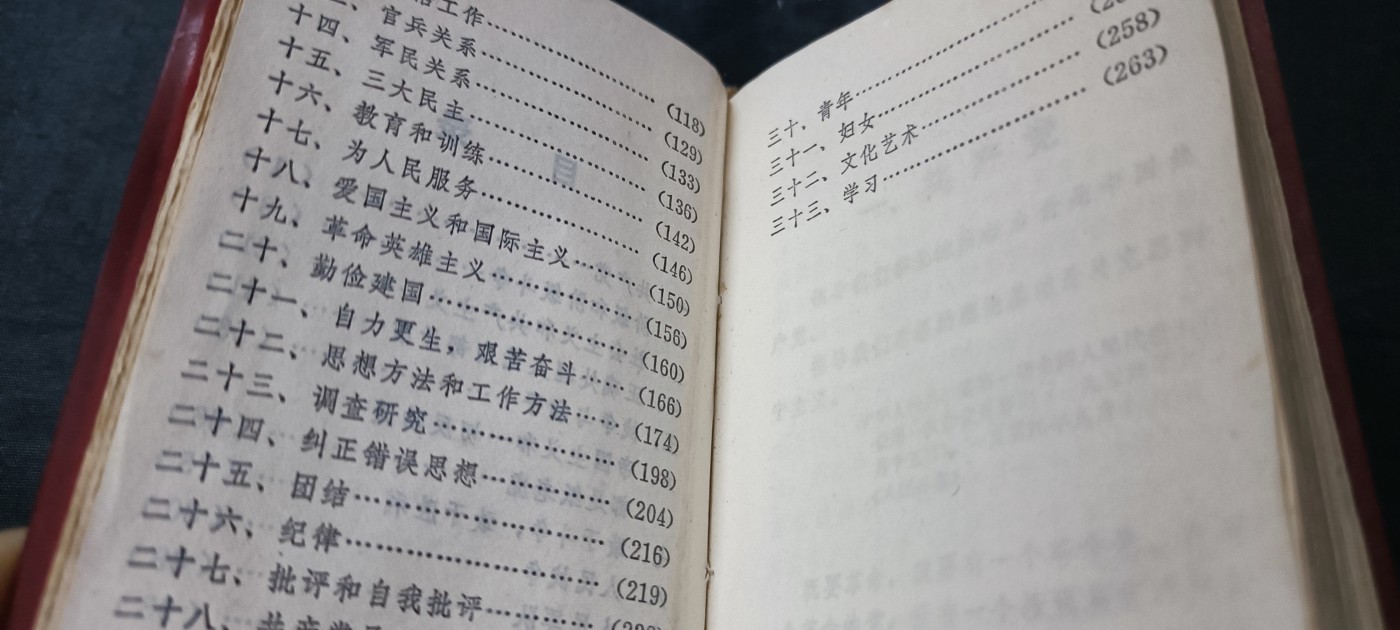 工作……(118)
、官兵关系……(129)
十四、军民关系……(133)
十五、三大民主……(136)
十六、教育和训练……(142)
十七、为人民服务……(146)
十八、爱国主义和国际主义……(150)
十九、革命英雄主义……(156)
二十、勤俭建国……(160)
二十一、自力更生，艰苦奋斗……(166)
二十二、思想方法和工作方法……(174)
二十三、调查研究……(198)
二十四、纠正错误思想……(204)
二十五、团结……(216)
二十六、纪律……(219)
二十七、批评和自我批评……
二十八、
三十、青年……
三十一、妇女……
三十二、文化艺术……(258)
三十三、学习……(263)